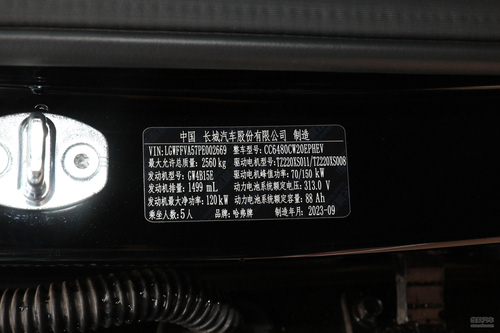 中国 长城汽车股份有限公司 制造
VIN:LGWFFVA57PE002669 整车型号:CC6480CW20EPHEV
最大允许总质量: 2560 kg 驱动电机型号:TZ220XS011/TZ220XS008
发动机型号: GW4B15E 驱动电机峰值功率: 70/150 kW
发动机排量: 1499 mL 动力电池系统额定电压: 313.0 V
发动机最大净功率: 120 kW 动力电池系统额定容量: 88 Ah
乘坐人数: 5人 品牌: 哈弗牌 制造年月: 2023-09